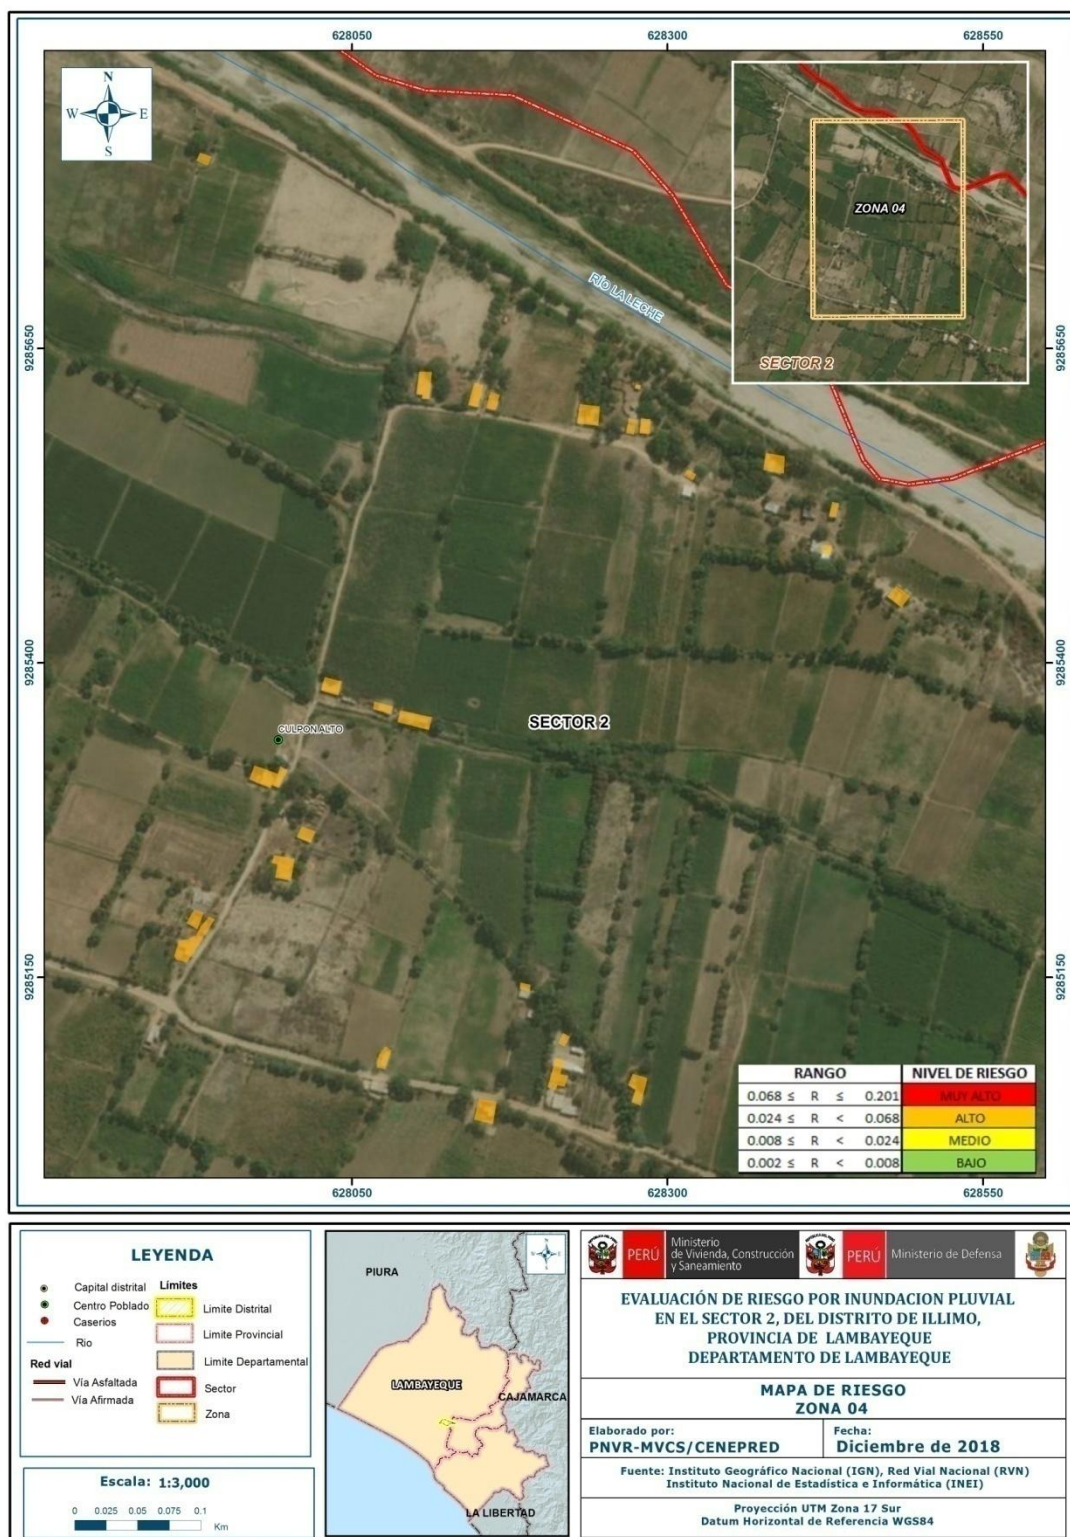 628050
628300
628550
N
W
E
S
ZONA 04
SECTOR 2
RÍO LA LECHE
9285650
9285650
9285400
9285400
SECTOR 2
CULPON ALTO
9285150
9285150
RANGO NIVEL DE RIESGO
0.068 ≤ R ≤ 0.201 MUY ALTO
0.024 ≤ R < 0.068 ALTO
0.008 ≤ R < 0.024 MEDIO
0.002 ≤ R < 0.008 BAJO
628050
628300
628550
LEYENDA
Capital distrital
Centro Poblado
Caserios
Rio
Red vial
Vía Asfaltada
Vía Afirmada
Límites
Limite Distrital
Limite Provincial
Limite Departamental
Sector
Zona
Escala: 1:3,000
0 0.025 0.05 0.075 0.1
Km
PIURA
LAMBAYEQUE
CAJAMARCA
LA LIBERTAD
PERÚ
Ministerio
de Vivienda, Construcción
y Saneamiento
PERÚ
Ministerio de Defensa
EVALUACIÓN DE RIESGO POR INUNDACION PLUVIAL
EN EL SECTOR 2, DEL DISTRITO DE ILLIMO,
PROVINCIA DE LAMBAYEQUE
DEPARTAMENTO DE LAMBAYEQUE
MAPA DE RIESGO
ZONA 04
Elaborado por:
PNVR-MVCS/CENEPRED
Fecha:
Diciembre de 2018
Fuente: Instituto Geográfico Nacional (IGN), Red Vial Nacional (RVN)
Instituto Nacional de Estadística e Informática (INEI)
Proyección UTM Zona 17 Sur
Datum Horizontal de Referencia WGS84